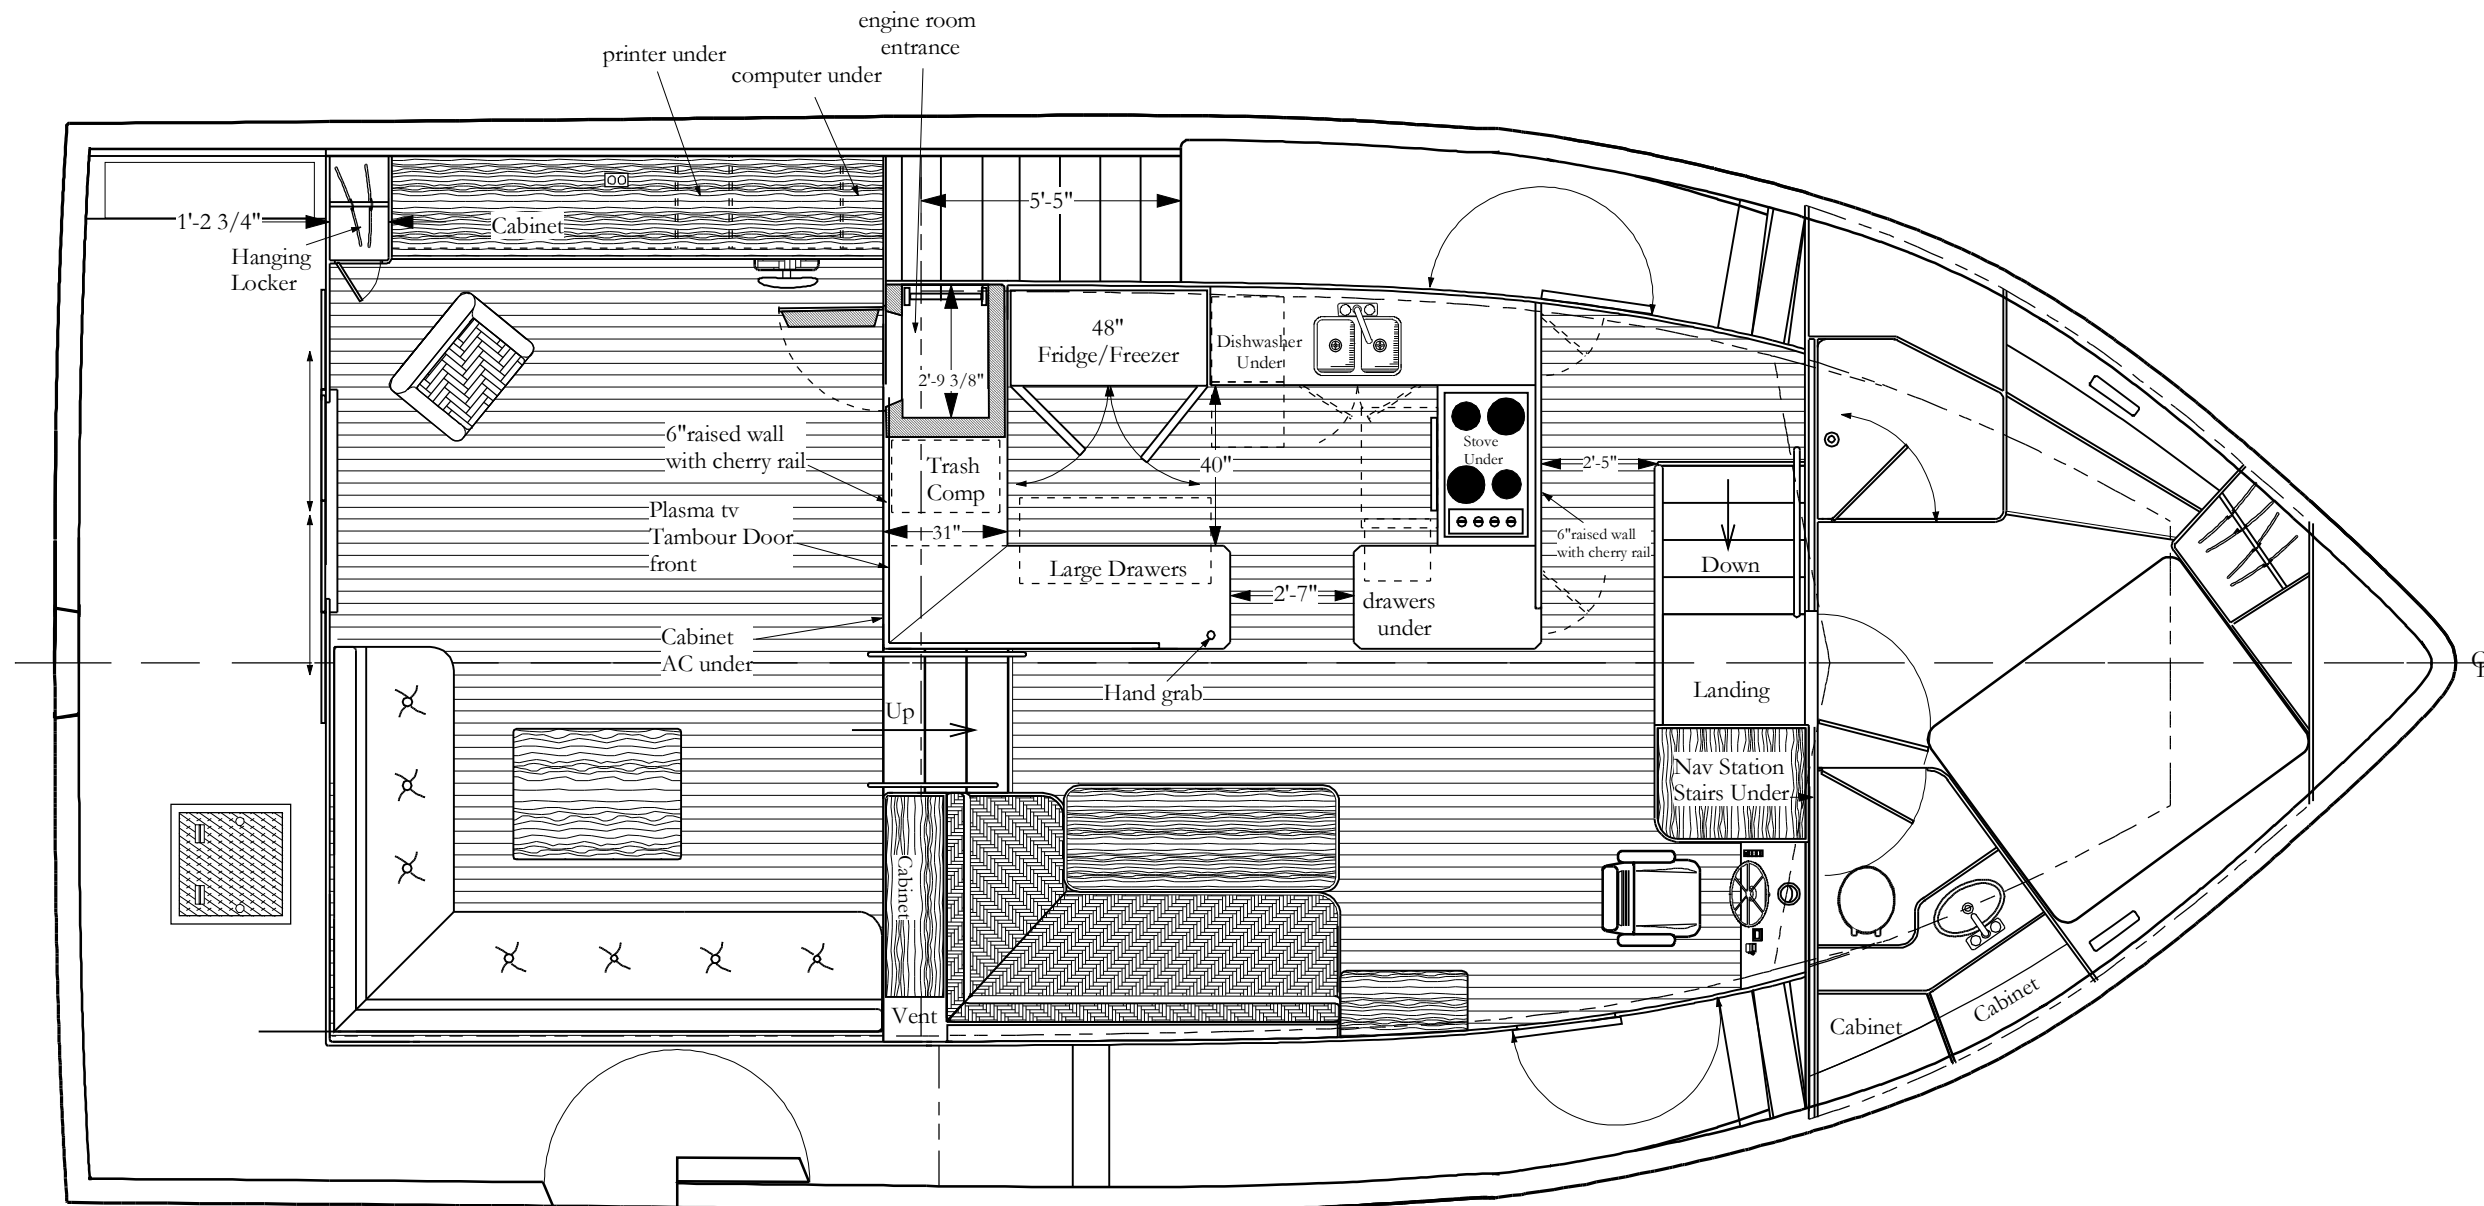 engine room
entrance
printer under
computer under
1'-2 3/4"
5'-5"
Cabinet
Hanging
Locker
48"
Fridge/Freezer
Dishwasher
Under
2'-9 3/8"
6"raised wall
with cherry rail
Trash
Comp
40"
Stove
Under
2'-5"
Plasma tv
Tambour Door
front
31"
6"raised wall
with cherry rail
Large Drawers
Down
2'-7"
drawers
under
Cabinet
AC under
Hand grab
Landing
Up
Nav Station
Stairs Under
Cabinet
Vent
Cabinet
Cabinet